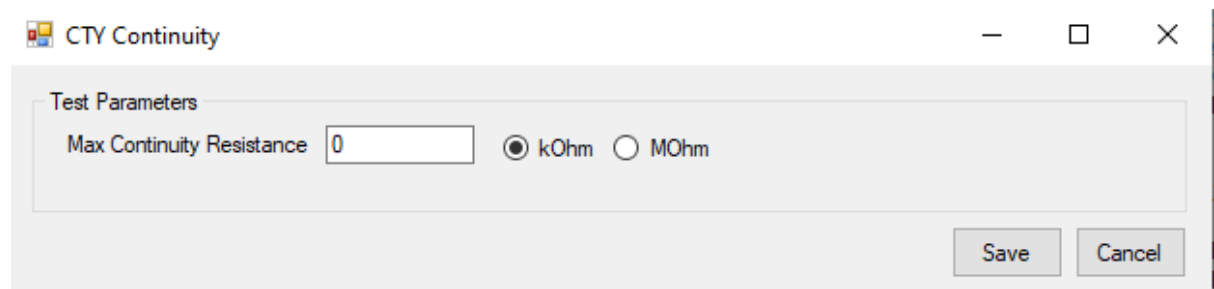 CTY Continuity
Test Parameters
Max Continuity Resistance 0 kOhm MOhm
Save Cancel